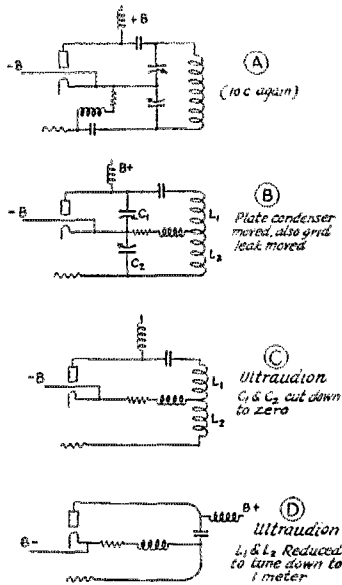 +B
-B
A
(10c again)
B+
-B
C₁
C₂
L₁
L₂
B
Plate condenser
moved, also grid
leak moved
-B
L₁
L₂
C
Ultraudion
C₁ & C₂ cut down
to zero
B+
B-
D
Ultraudion
L₁ & L₂ Reduced
to tune down to
1 meter